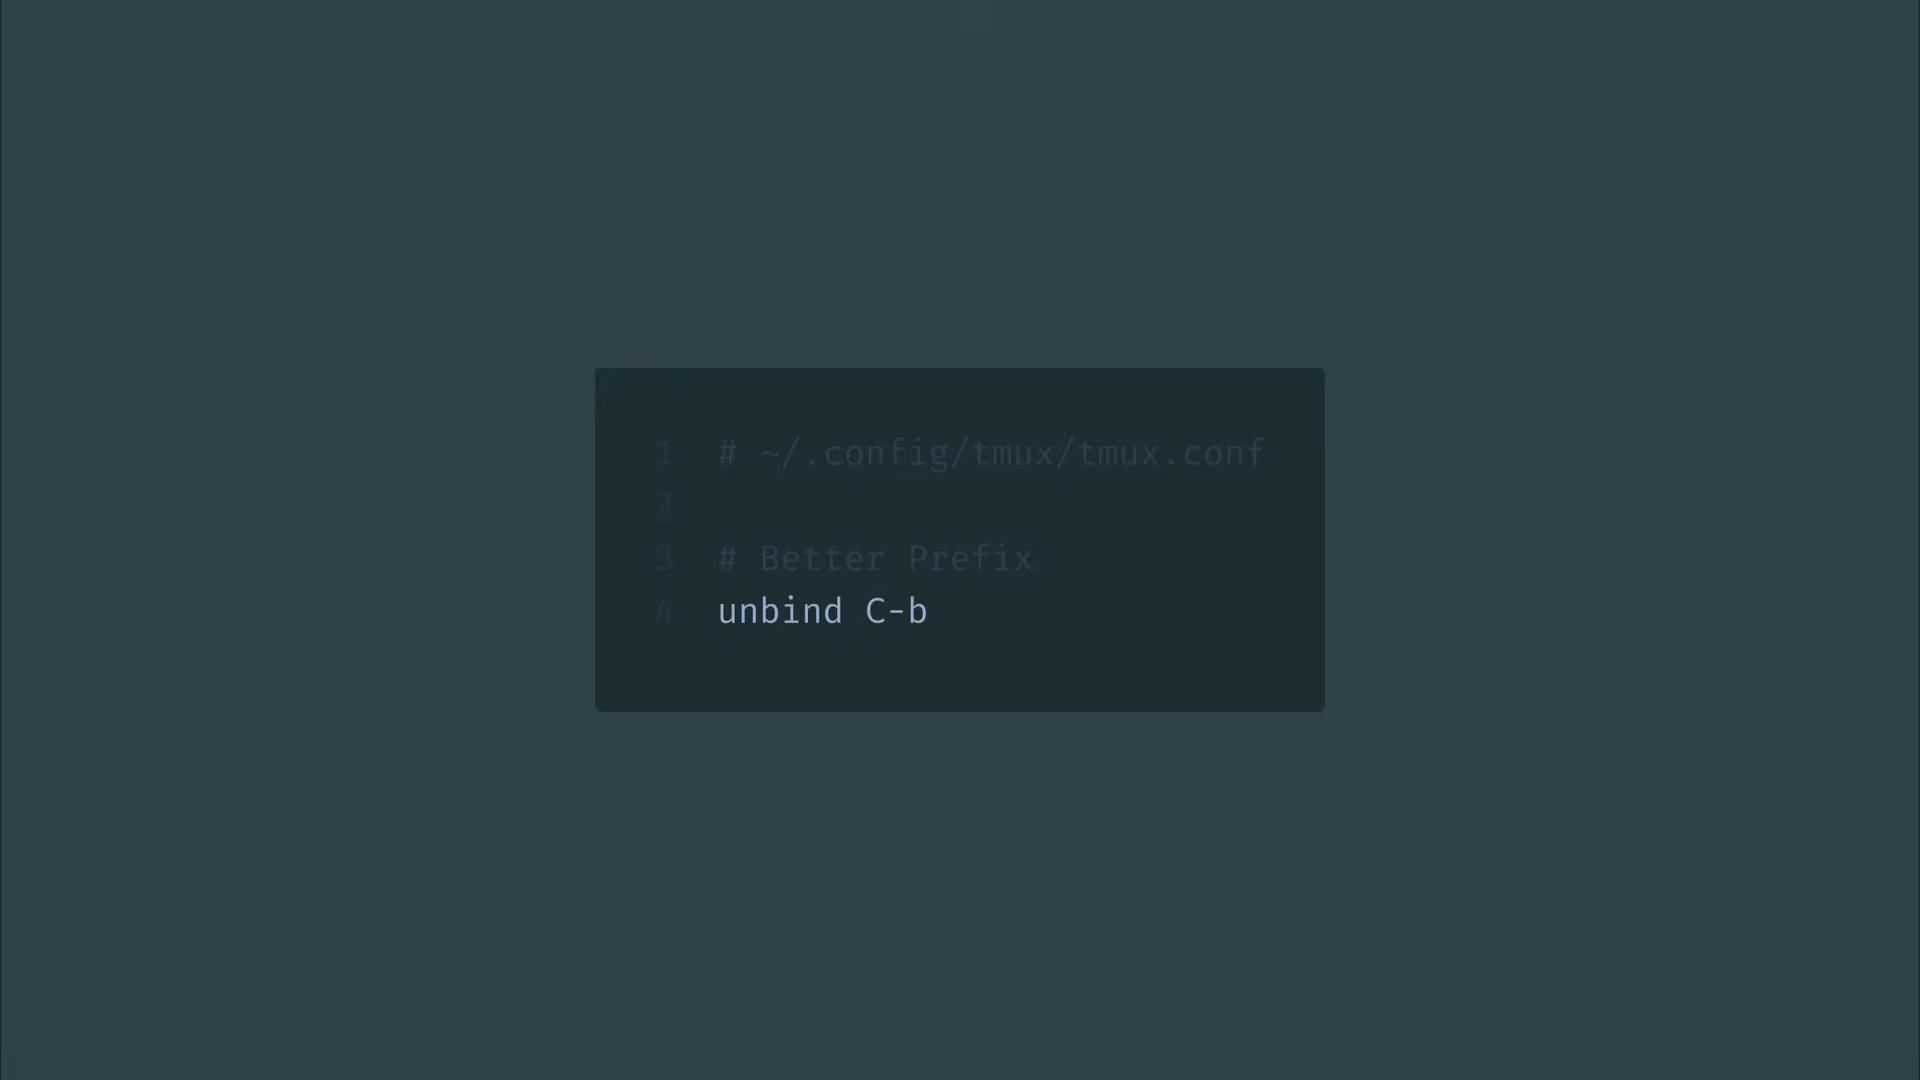 1 # ~/.config/tmux/tmux.conf
2
3 # Better Prefix
4 unbind C-b